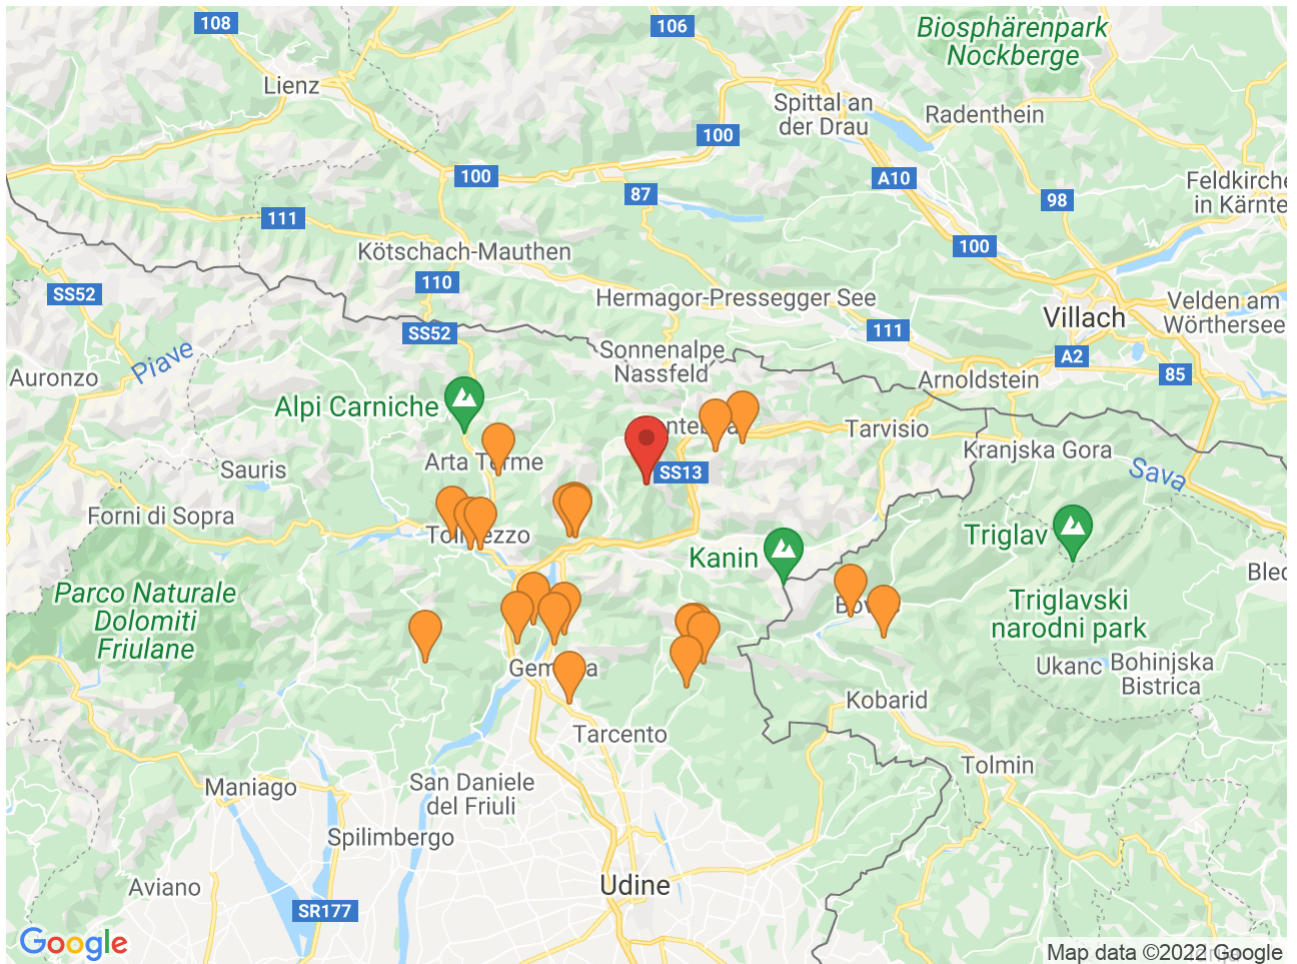 108
106
Biosphärenpark
Nockberge
Lienz
Spittal an
der Drau
Radenthein
100
100
87
A10
98
Feldkirche
in Kärnte
111
100
Kötschach-Mauthen
110
SS52
Hermagor-Pressegger See
Velden am
Wörthersee
Villach
SS52
111
Piave
Sonnenalpe
Nassfeld
A2
85
Auronzo
Arnoldstein
Alpi Carniche
Tarvisio
Kranjska Gora
Arta Terme
Sauris
SS13
Sava
Forni di Sopra
Triglav
Kanin
Bled
Parco Naturale
Dolomiti
Friulane
Triglavski
narodni park
Ukanc
Bohinjska
Bistrica
Kobarid
Tarcento
Tolmin
Maniago
San Daniele
del Friuli
Spilimbergo
Aviano
Udine
SR177
Google
Map data ©2022 Google